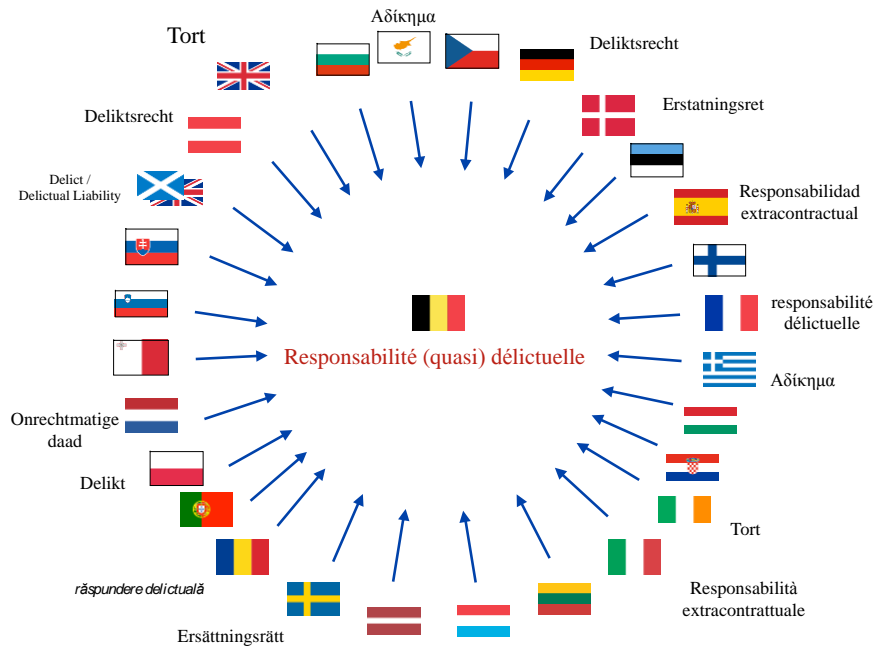 Αδίκημα
Tort
Deliktsrecht
Deliktsrecht
Erstatningsret
Delict /
Delictual Liability
Responsabilidad
extracontractual
responsabilité
délictuelle
Responsabilité (quasi) délictuelle
Αδίκημα
Onrechtmatige
daad
Delikt
Tort
răspundere delictuală
Responsabilità
extracontrattuale
Ersättningsrätt